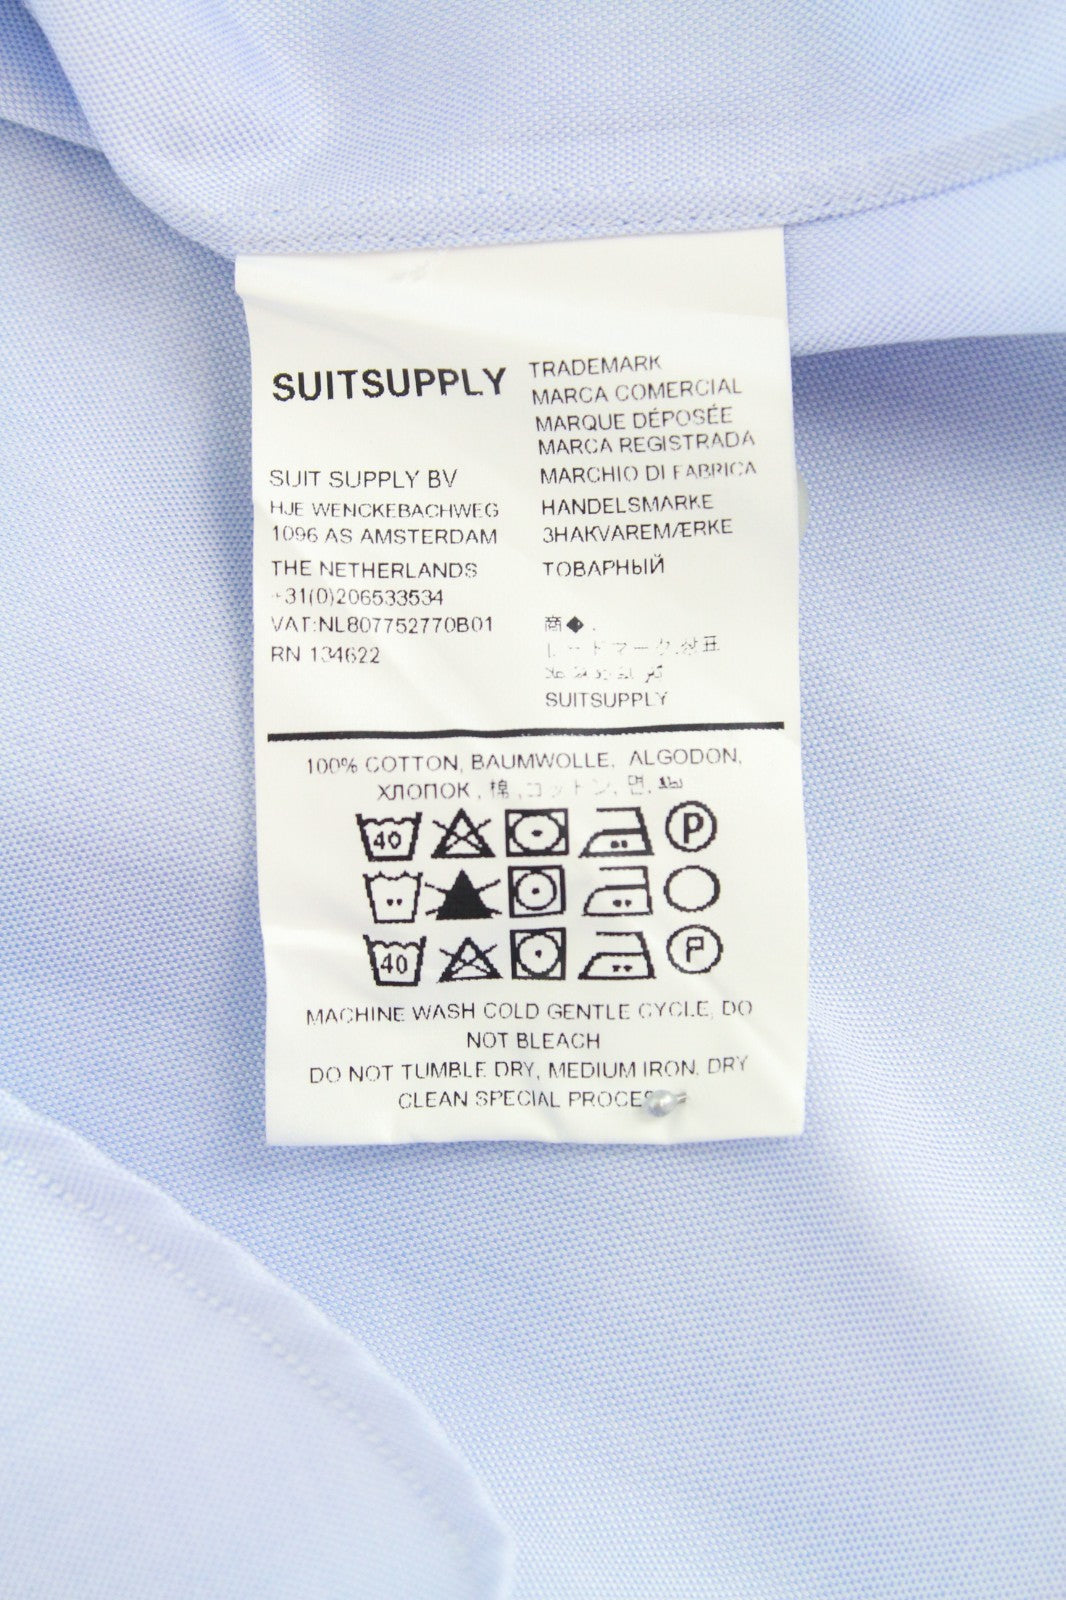 SUITSUPPLY
SUIT SUPPLY BV
HJE WENCKEBACHWEG
1096 AS AMSTERDAM
THE NETHERLANDS
+31(0)206533534
VAT:NL807752770B01
RN 134622
TRADEMARK
MARCA COMERCIAL
MARQUE DÉPOSÉE
MARCA REGISTRADA
MARCHIO DI FABRICA
HANDELSMARKE
ЗНАКVAREMÆRKE
ТОВАРНЫЙ
商◆.
SUITSUPPLY
100% COTTON, BAUMWOLLE, ALGODON,
ХЛОПОК, 棉,コットン, 면,
40
P
40
P
MACHINE WASH COLD GENTLE CYCLE, DO
NOT BLEACH
DO NOT TUMBLE DRY, MEDIUM IRON. DRY
CLEAN SPECIAL